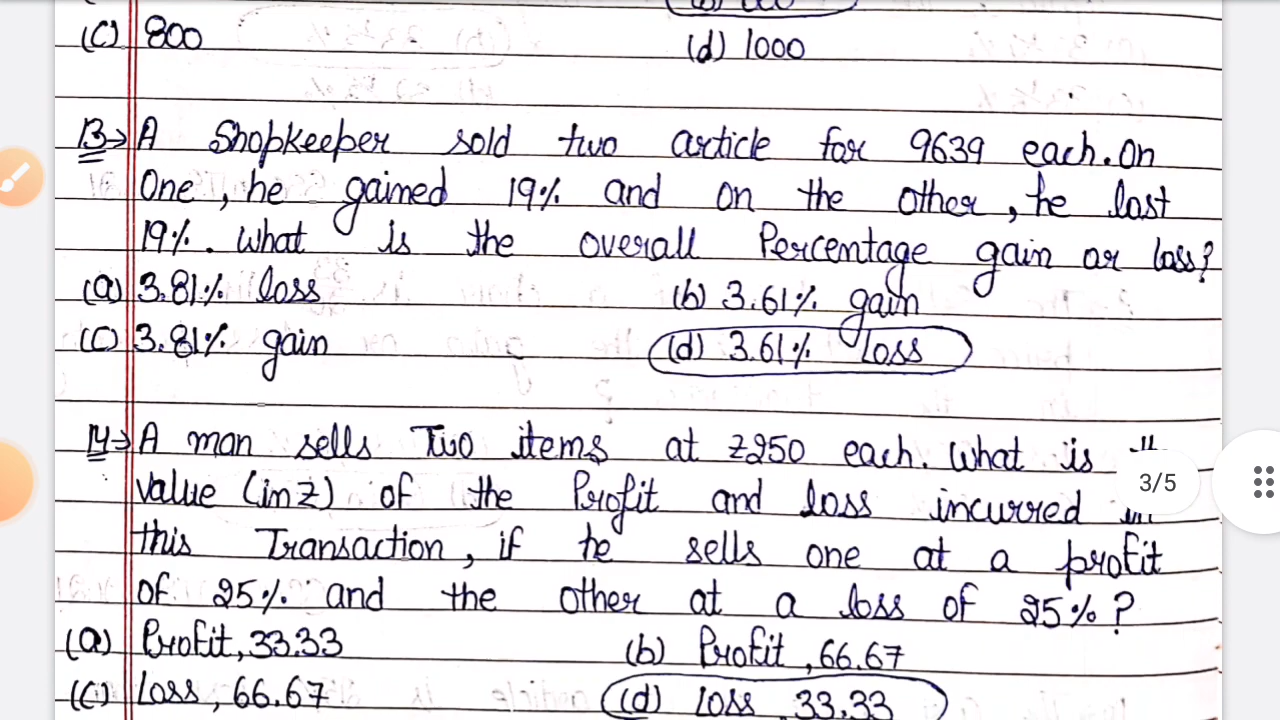 (c) 800 (d) 1000
13→ A Shopkeeper sold two article for 9639 each. On
One, he gained 19% and on the other, he lost
19%. What is the overall Percentage gain or loss?
(a) 3.81% loss (b) 3.61% gain
(c) 3.81% gain (d) 3.61% loss
14→ A man sells Two items at ₹250 each. What is
Value (in ₹) of the Profit and loss incurred in
3/5
this Transaction, if he sells one at a profit
of 25% and the other at a loss of 25%?
(a) Profit, 33.33 (b) Profit, 66.67
(c) Loss, 66.67 (d) Loss 33.33